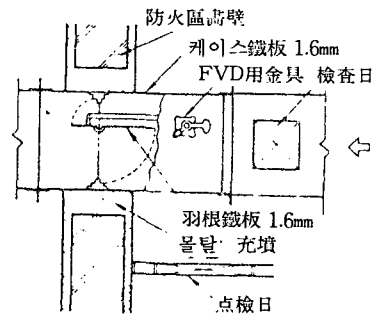 防火區畵壁
케이스鐵板 1.6mm
FVD用金具 檢査日
羽根鐵板 1.6mm
몰탈 充塡
点檢日